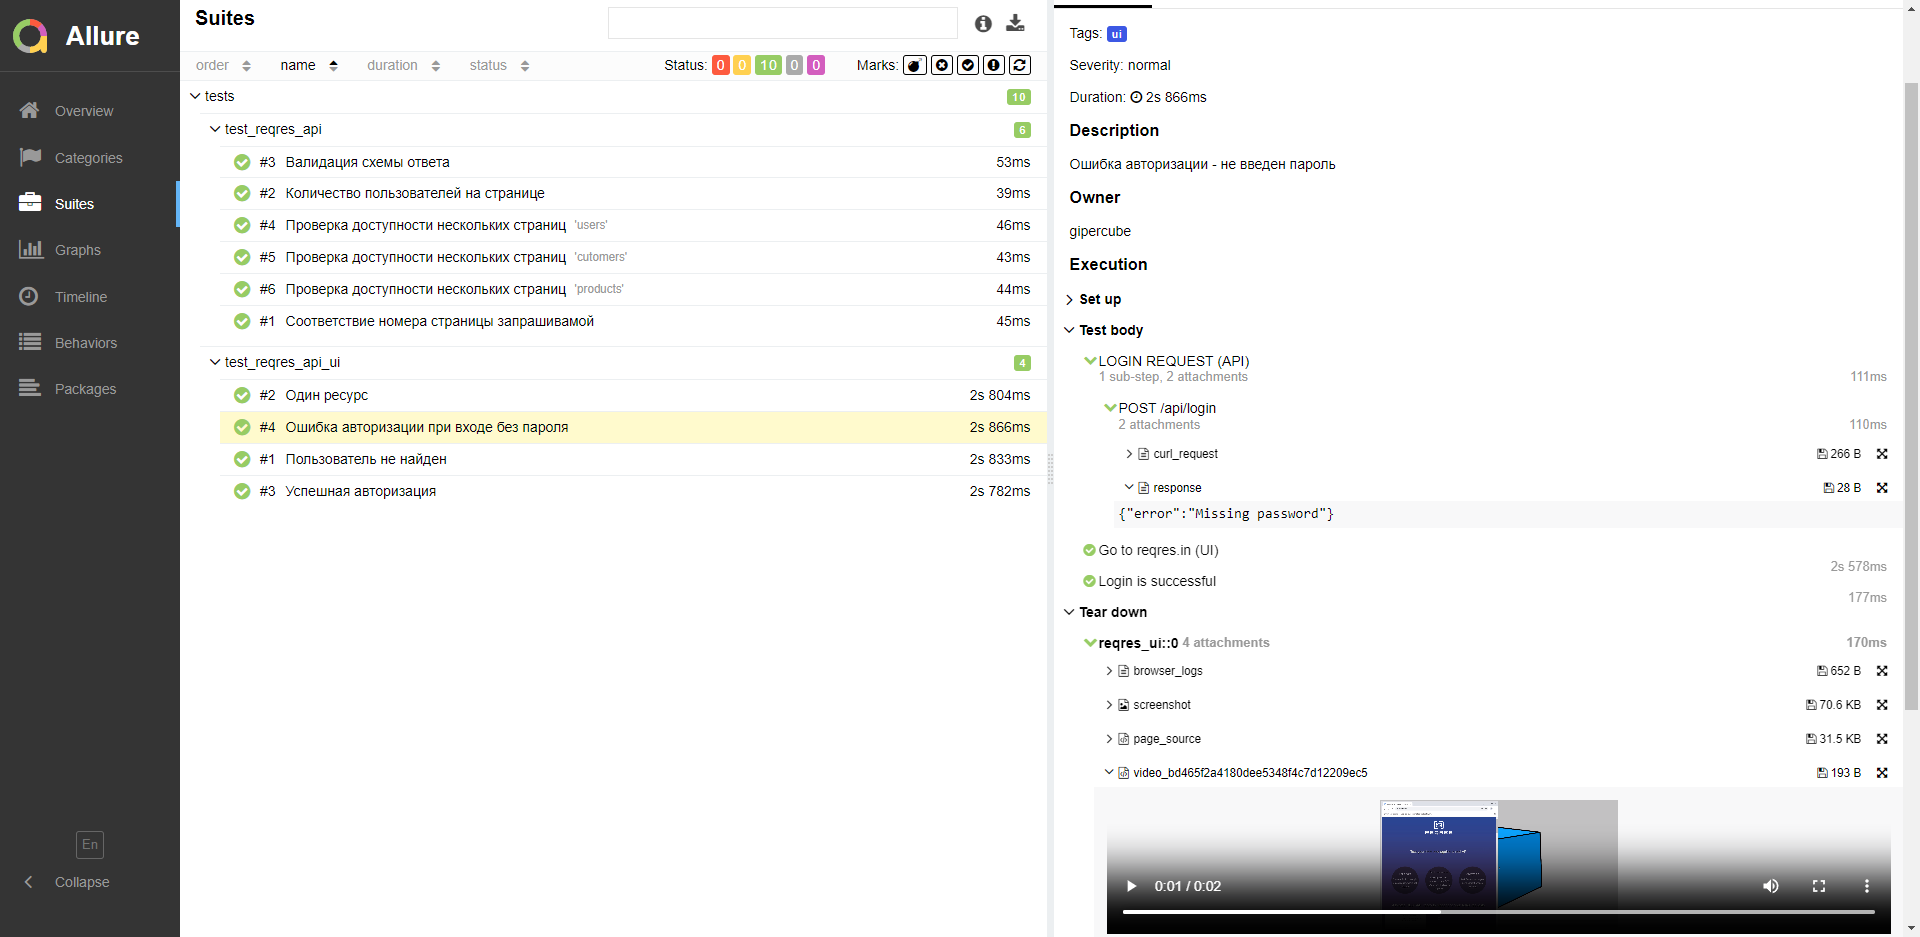 Allure
Overview
Categories
Suites
Graphs
Timeline
Behaviors
Packages
En
Collapse
Suites
order name duration status Status: 0 0 10 0 0 Marks:
tests 10
test_reqres_api 6
#3 Валидация схемы ответа 53ms
#2 Количество пользователей на странице 39ms
#4 Проверка доступности нескольких страниц 'users' 46ms
#5 Проверка доступности нескольких страниц 'cutomers' 43ms
#6 Проверка доступности нескольких страниц 'products' 44ms
#1 Соответствие номера страницы запрашивамой 45ms
test_reqres_api_ui 4
#2 Один ресурс 2s 804ms
#4 Ошибка авторизации при входе без пароля 2s 866ms
#1 Пользователь не найден 2s 833ms
#3 Успешная авторизация 2s 782ms
Tags: ui
Severity: normal
Duration: 2s 866ms
Description
Ошибка авторизации - не введен пароль
Owner
gipercube
Execution
Set up
Test body
LOGIN REQUEST (API)
1 sub-step, 2 attachments 111ms
POST /api/login
2 attachments 110ms
curl_request 266 B
response 28 B
{"error":"Missing password"}
Go to reqres.in (UI)
2s 578ms
Login is successful
177ms
Tear down
reqres_ui::0 4 attachments 170ms
browser_logs 652 B
screenshot 70.6 KB
page_source 31.5 KB
video_bd465f2a4180dee5348f4c7d12209ec5 193 B
0:01 / 0:02